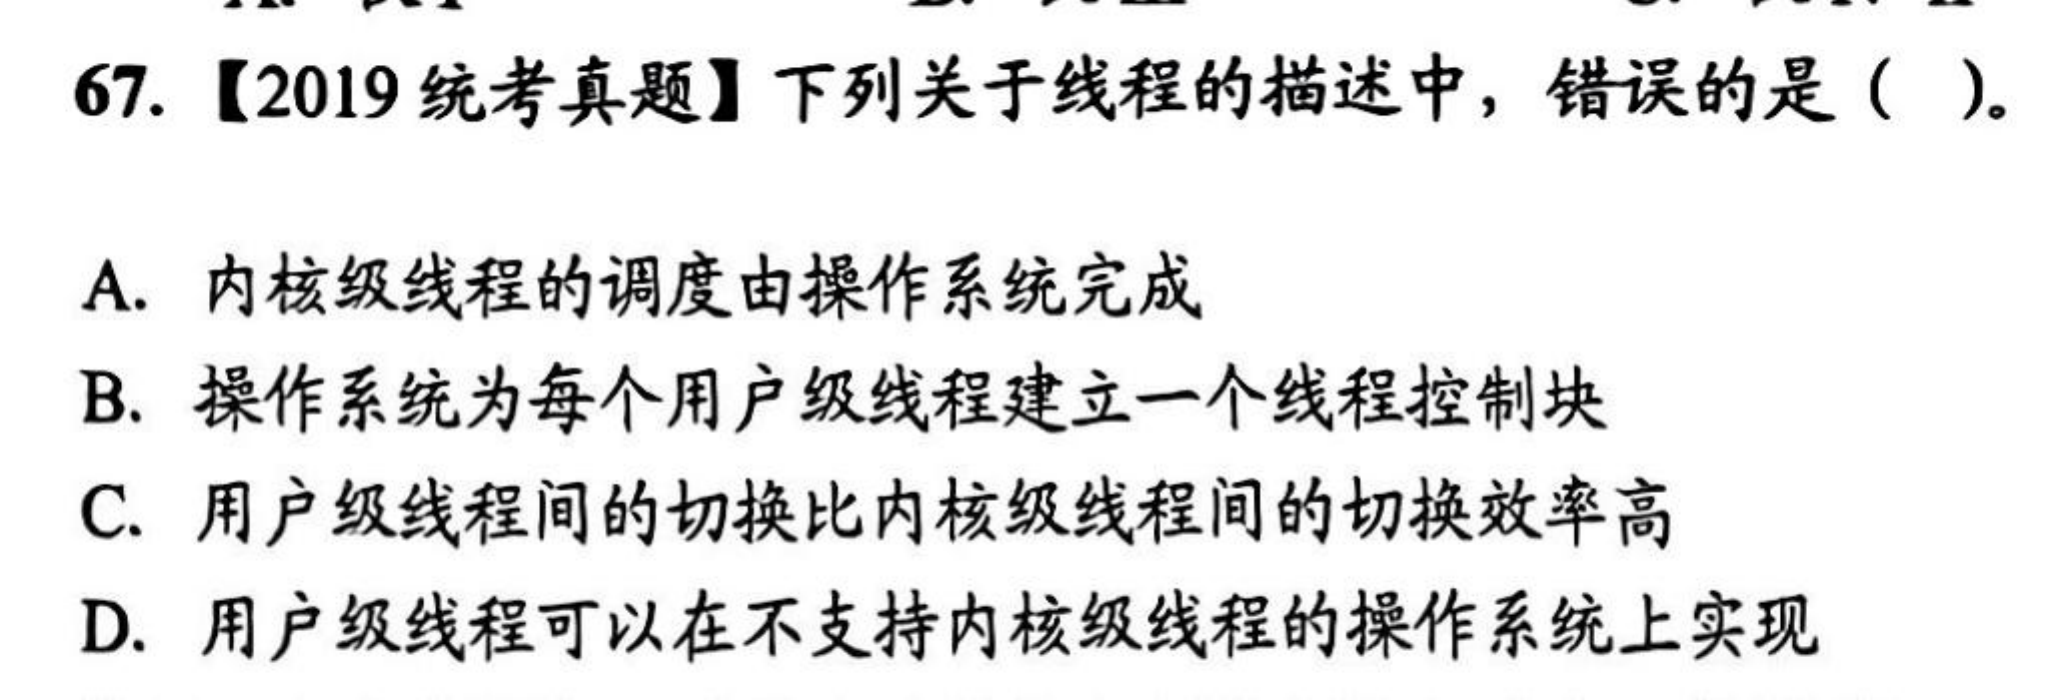 67.【2019 统考真题】下列关于线程的描述中，错误的是（ ）。
A. 内核级线程的调度由操作系统完成
B. 操作系统为每个用户级线程建立一个线程控制块
C. 用户级线程间的切换比内核级线程间的切换效率高
D. 用户级线程可以在不支持内核级线程的操作系统上实现